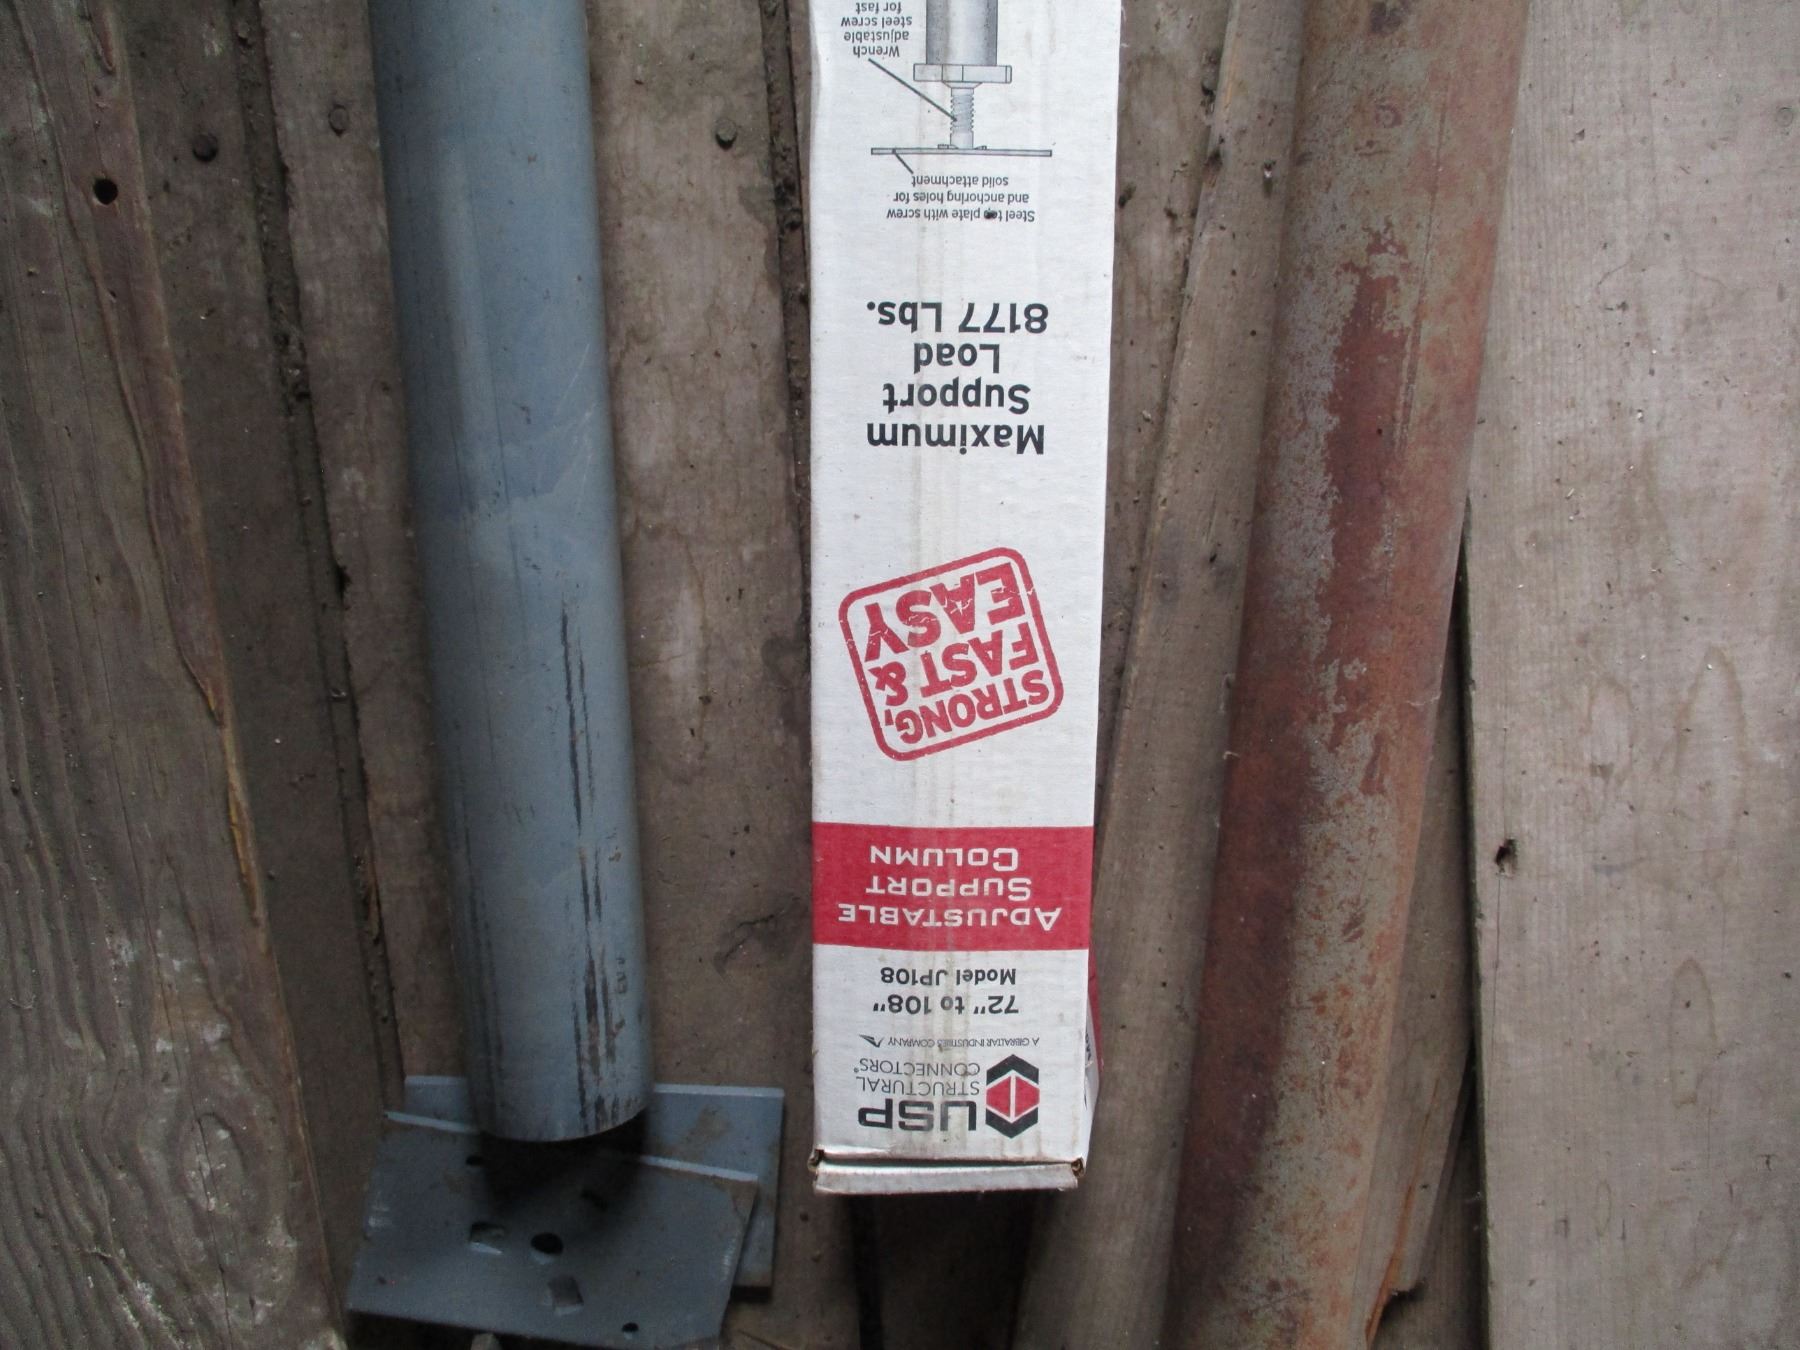 USP
STRUCTURAL
CONNECTORS®
A GIBRALTAR INDUSTRIES COMPANY
72" to 108"
Model JP108
ADJUSTABLE
SUPPORT
COLUMN
STRONG,
FAST &
EASY
Maximum
Support
Load
8177 Lbs.
Steel top plate with screw
and anchoring holes for
solid attachment
Wrench
adjustable
steel screw
for fast